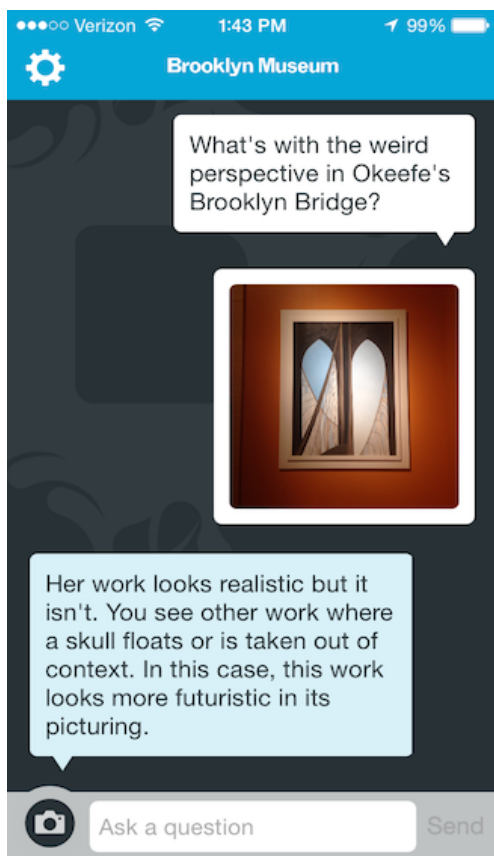 Verizon 1:43 PM 99%
Brooklyn Museum
What's with the weird
perspective in Okeefe's
Brooklyn Bridge?
Her work looks realistic but it
isn't. You see other work where
a skull floats or is taken out of
context. In this case, this work
looks more futuristic in its
picturing.
Ask a question Send